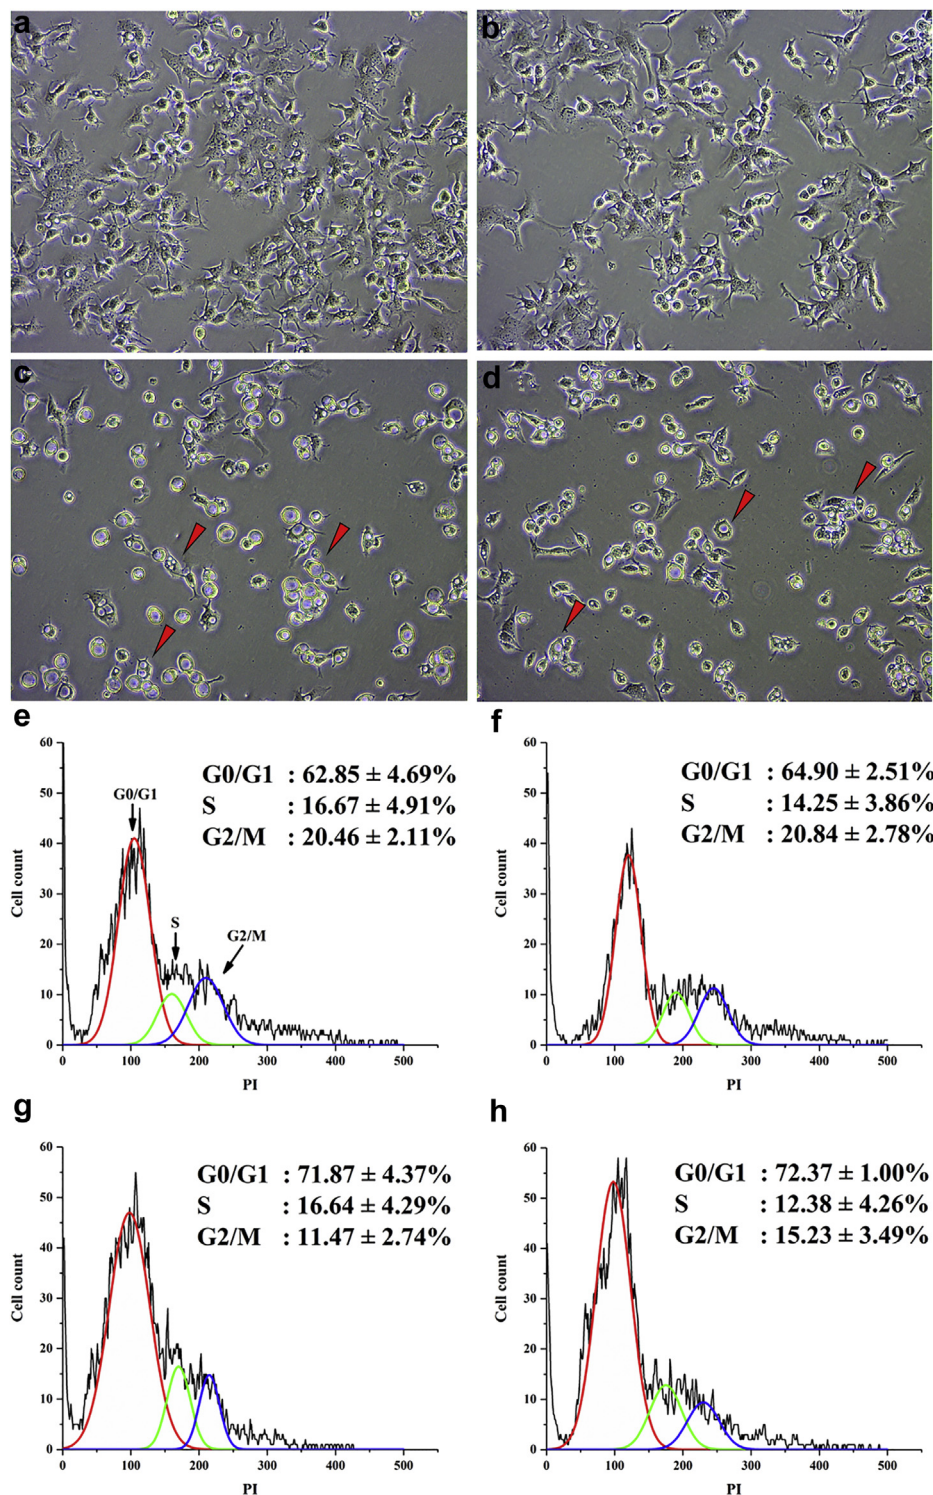 a
b
c
d
e
60
50
40
30
20
10
0
Cell count
G0/G1 : 62.85 ± 4.69%
S : 16.67 ± 4.91%
G2/M : 20.46 ± 2.11%
G0/G1
S
G2/M
0 100 200 300 400 500
PI
f
60
50
40
30
20
10
0
Cell count
G0/G1 : 64.90 ± 2.51%
S : 14.25 ± 3.86%
G2/M : 20.84 ± 2.78%
0 100 200 300 400 500
PI
g
60
50
40
30
20
10
0
Cell count
G0/G1 : 71.87 ± 4.37%
S : 16.64 ± 4.29%
G2/M : 11.47 ± 2.74%
0 100 200 300 400 500
PI
h
60
50
40
30
20
10
0
Cell count
G0/G1 : 72.37 ± 1.00%
S : 12.38 ± 4.26%
G2/M : 15.23 ± 3.49%
0 100 200 300 400 500
PI